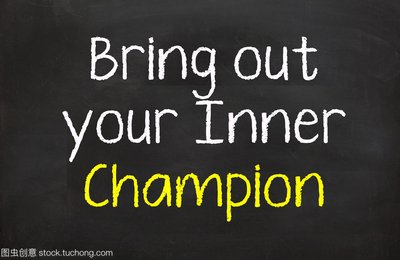 Bring out
your Inner
Champion
图虫创意 stock.tuchong.com